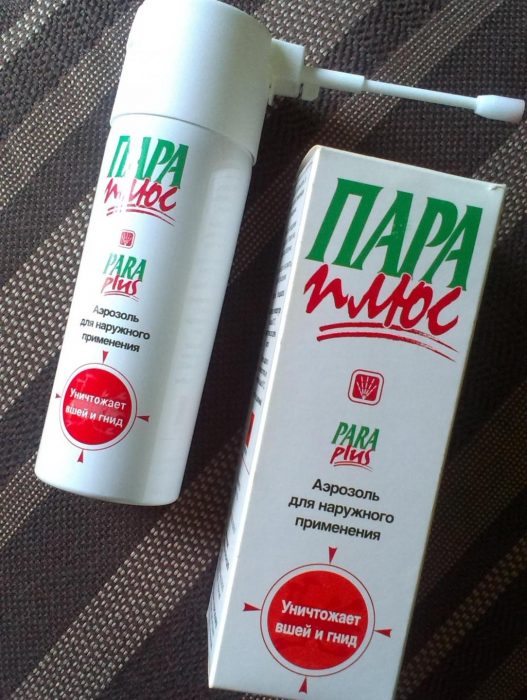 ПАРА
плюс
PARA
plus
Аэрозоль
для наружного
применения
Уничтожает
вшей и гнид
ПАРА
плюс
PARA
plus
Аэрозоль
для наружного
применения
Уничтожает
вшей и гнид